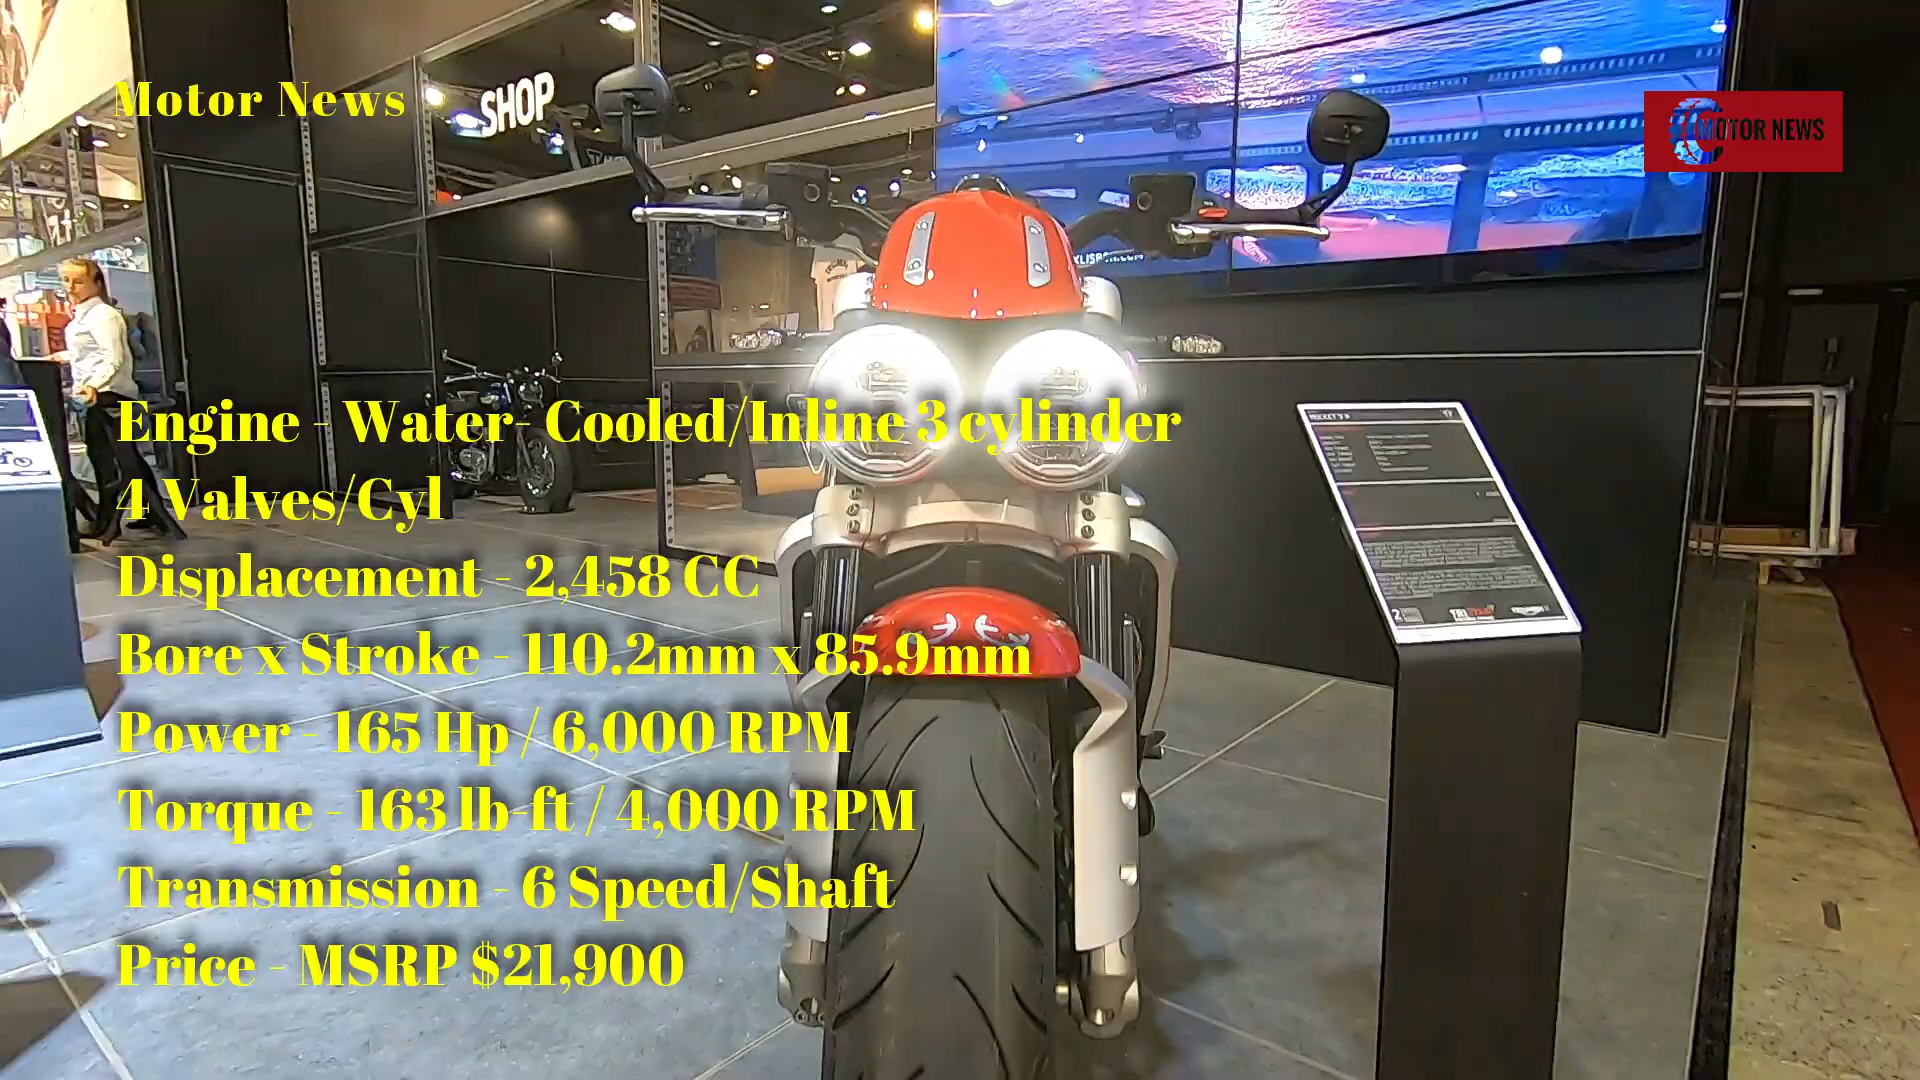 Motor News
SHOP
MOTOR NEWS
Engine - Water- Cooled/Inline 3 cylinder
4 Valves/Cyl
Displacement - 2,458 CC
Bore x Stroke - 110.2mm x 85.9mm
Power - 165 Hp / 6,000 RPM
Torque - 163 lb-ft / 4,000 RPM
Transmission - 6 Speed/Shaft
Price - MSRP $21,900